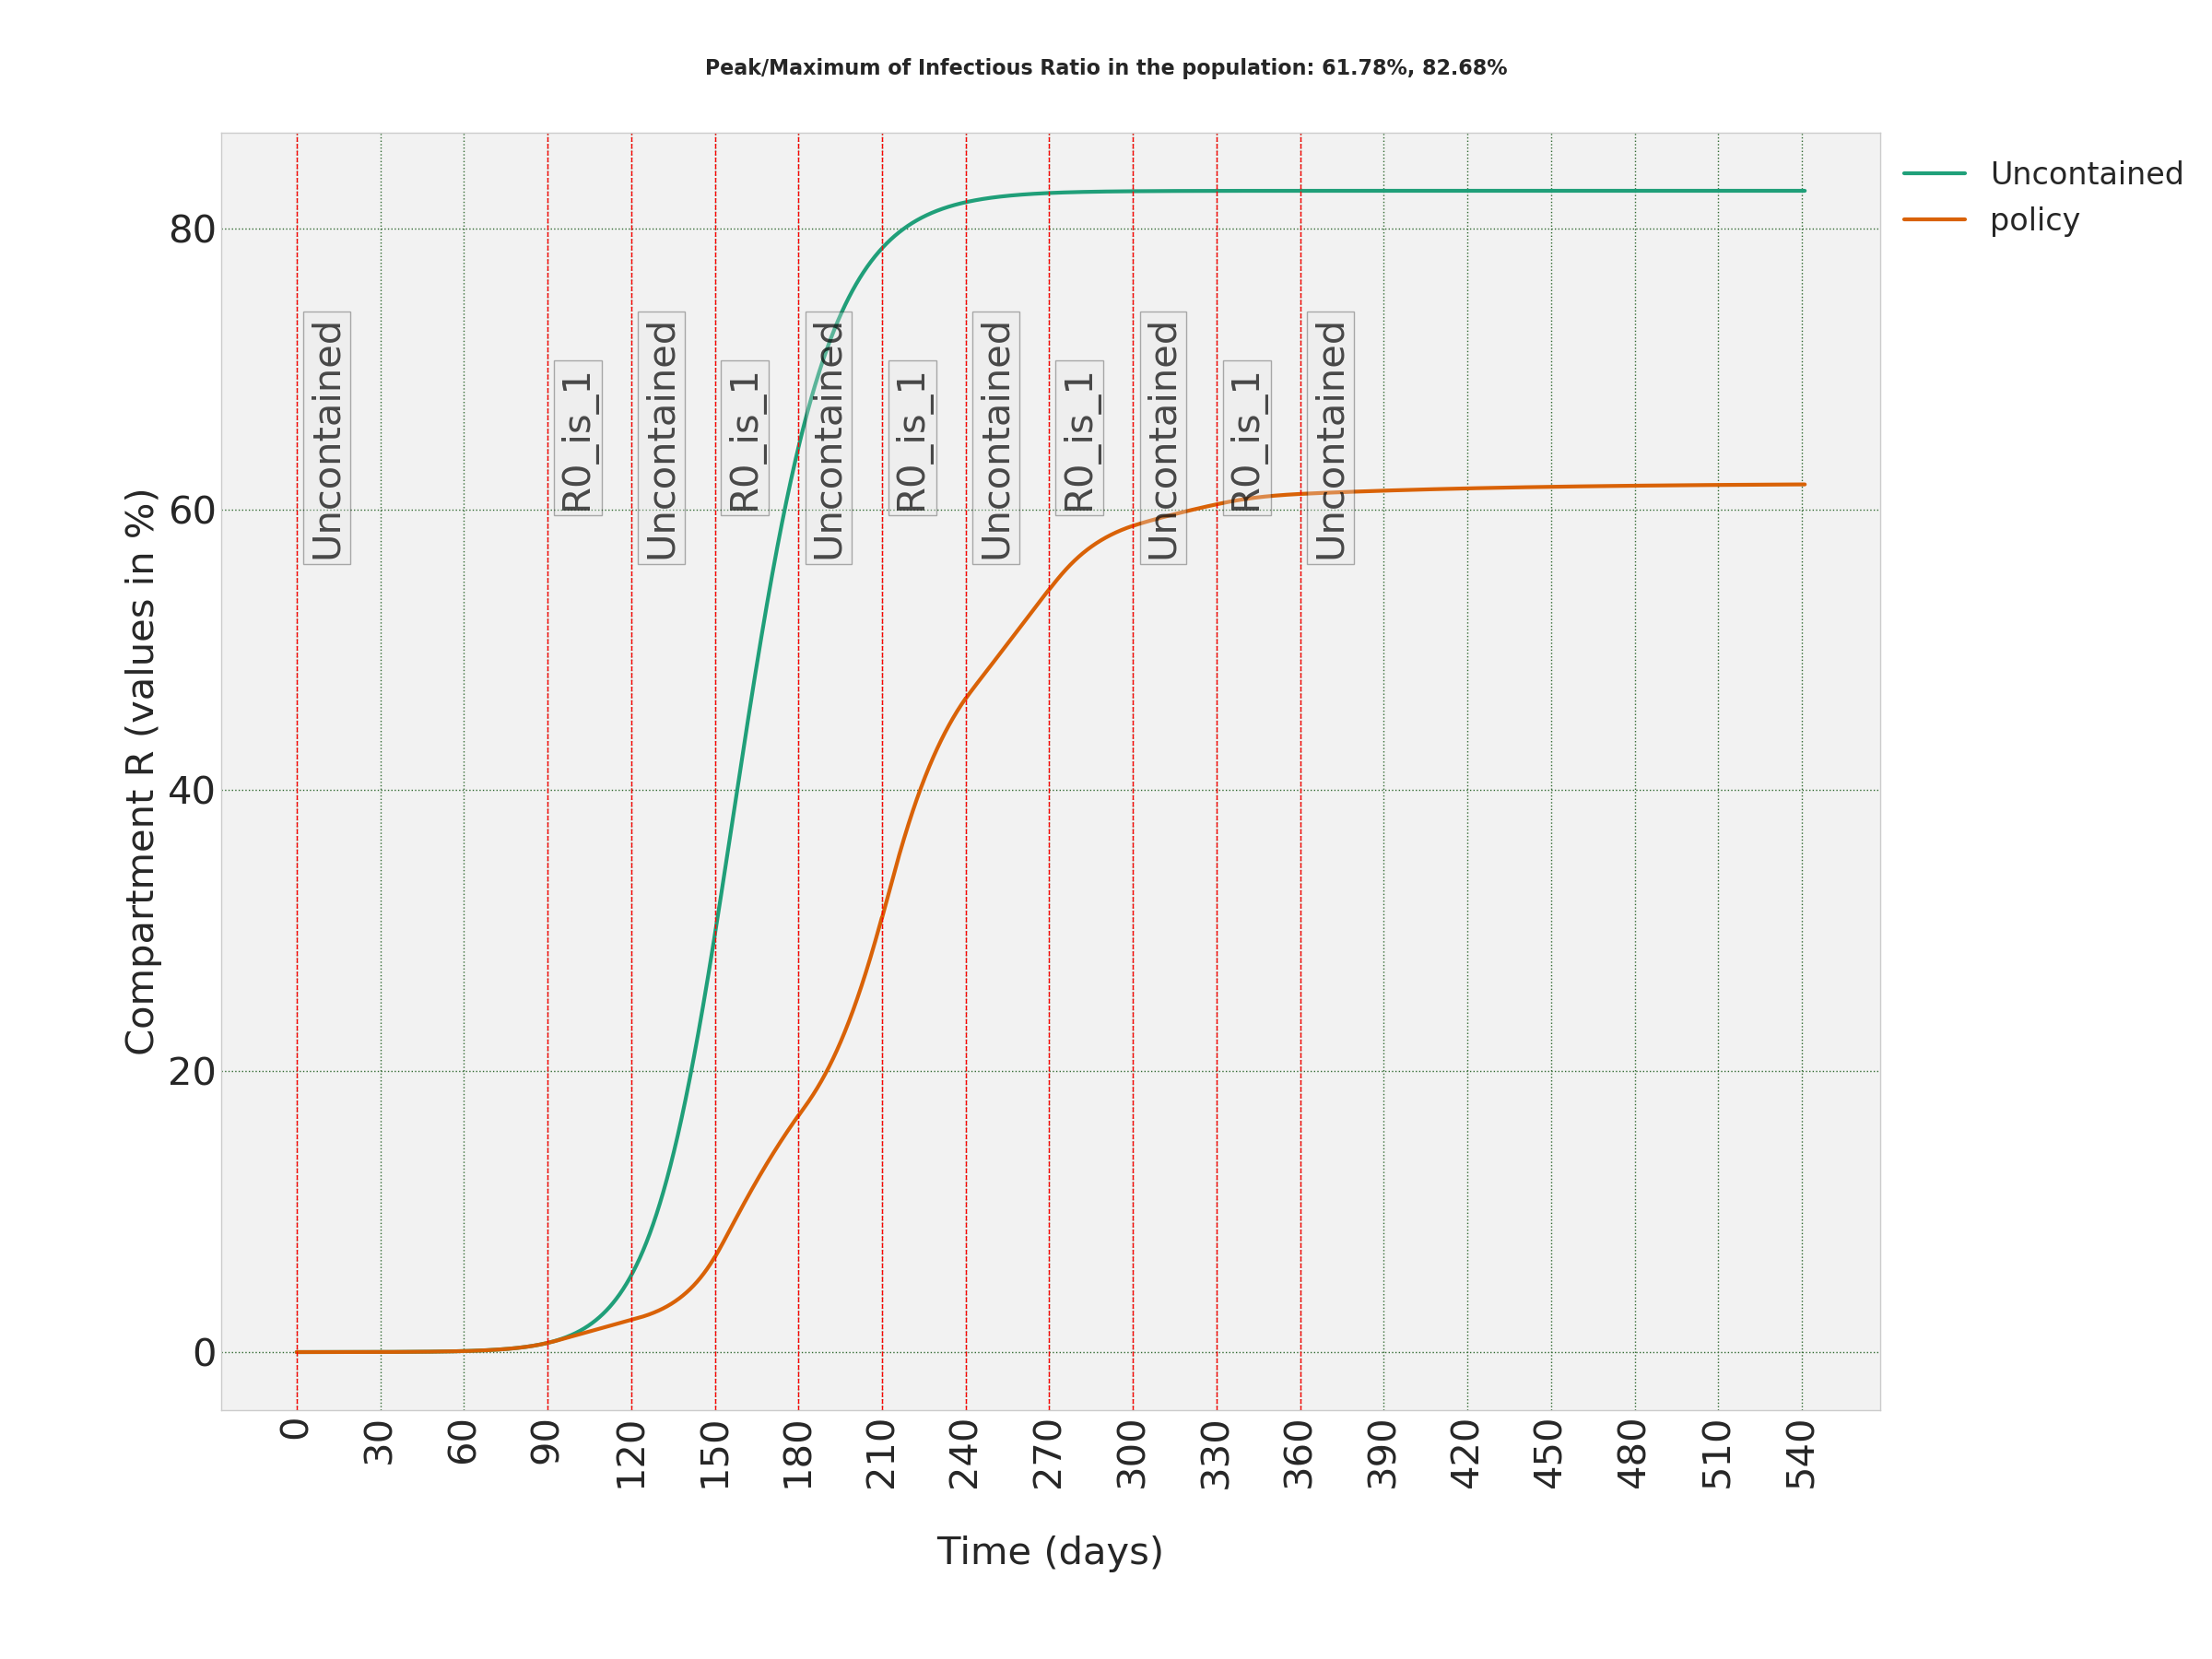 Peak/Maximum of Infectious Ratio in the population: 61.78%, 82.68%
Uncontained
policy
Compartment R (values in %)
80
60
40
20
0
Uncontained
R0_is_1
Uncontained
R0_is_1
Uncontained
R0_is_1
Uncontained
R0_is_1
Uncontained
R0_is_1
Uncontained
0
30
60
90
120
150
180
210
240
270
300
330
360
390
420
450
480
510
540
Time (days)